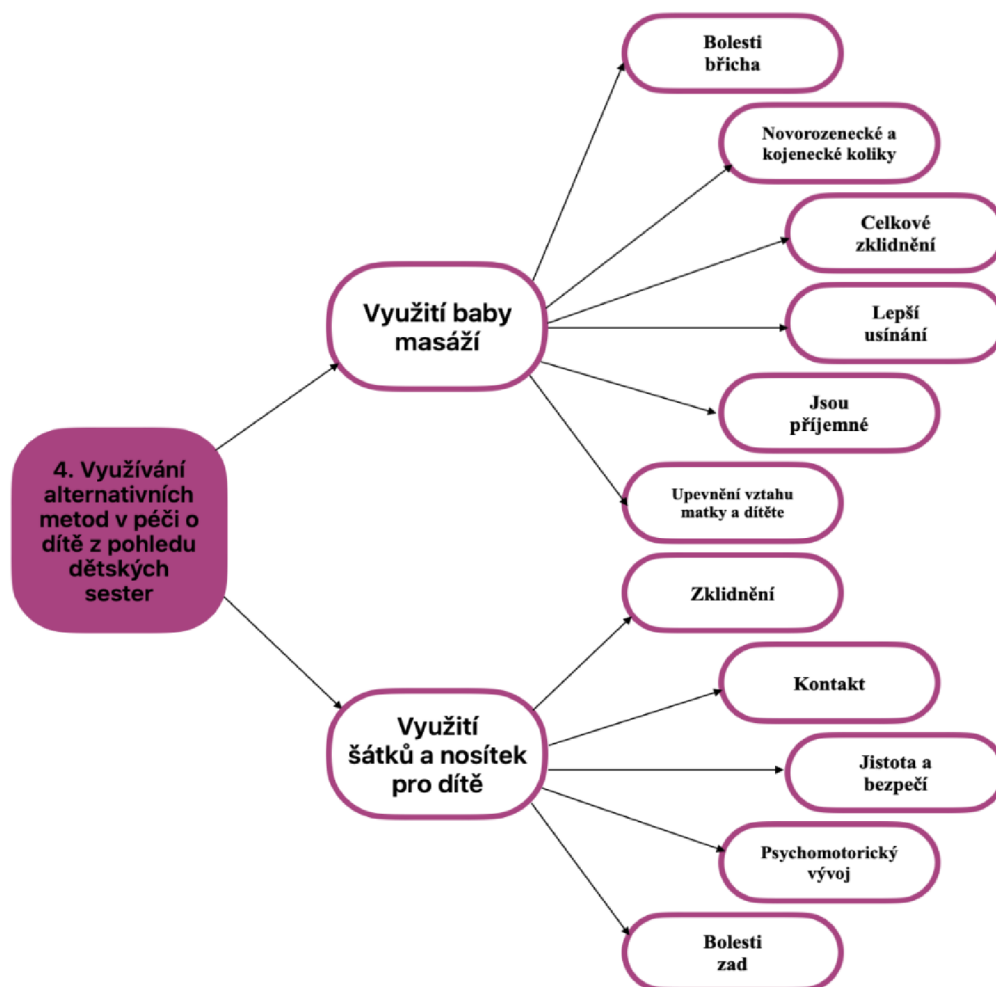 4. Využívání
alternativních
metod v péči o
dítě z pohledu
dětských
sester
Využití baby
masáží
Bolesti
břicha
Novorozenecké a
kojenecké koliky
Celkové
zklidnění
Lepší
usínání
Jsou
příjemné
Upevnění vztahu
matky a dítěte
Využití
šátků a nosítek
pro dítě
Zklidnění
Kontakt
Jistota a
bezpečí
Psychomotorický
vývoj
Bolesti
zad